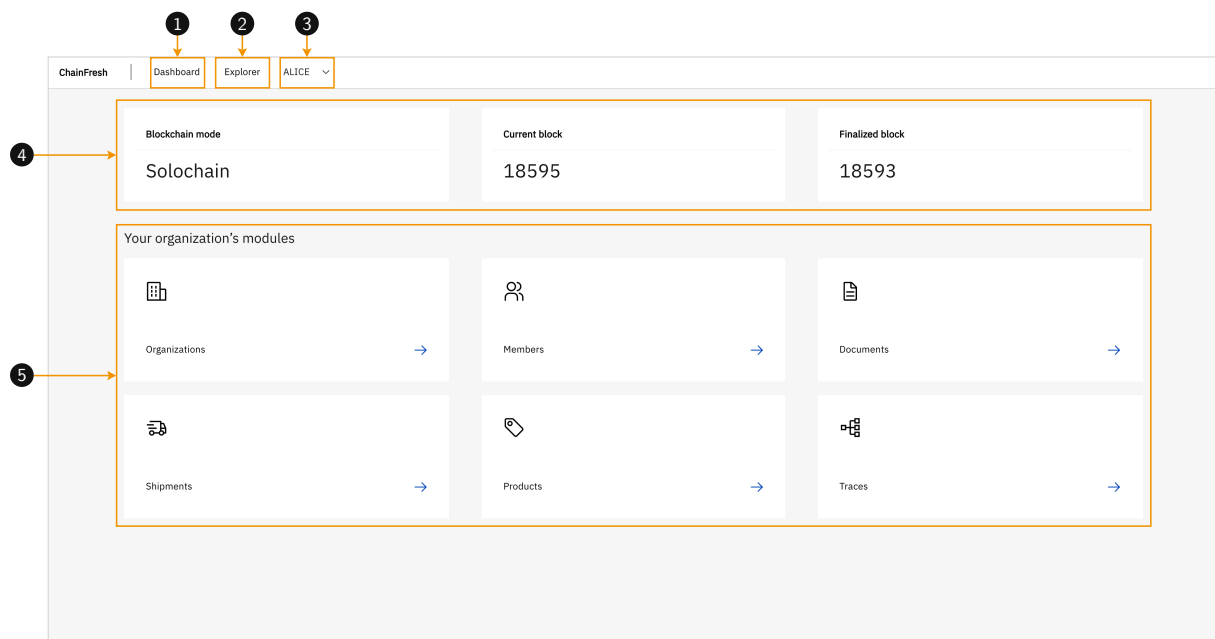 1 2 3
ChainFresh Dashboard Explorer ALICE
4
Blockchain mode Current block Finalized block
Solochain 18595 18593
Your organization’s modules
5
Organizations Members Documents
Shipments Products Traces